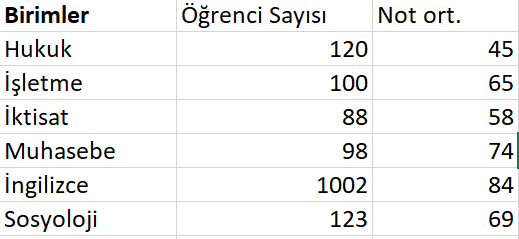 Birimler Öğrenci Sayısı Not ort.
Hukuk 120 45
İşletme 100 65
İktisat 88 58
Muhasebe 98 74
İngilizce 1002 84
Sosyoloji 123 69